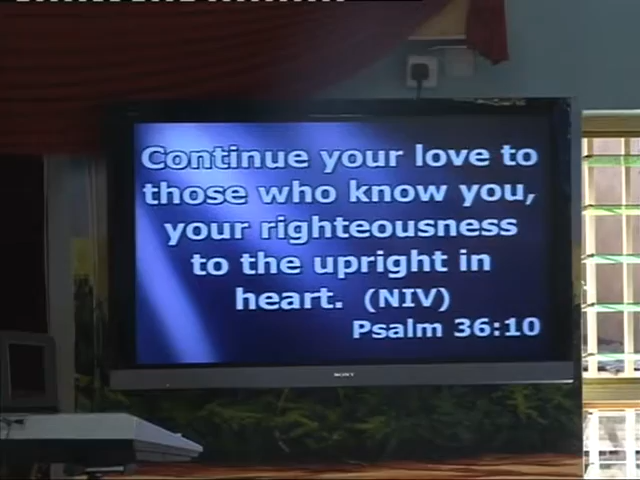 Continue your love to
those who know you,
your righteousness
to the upright in
heart. (NIV)
Psalm 36:10
SONY